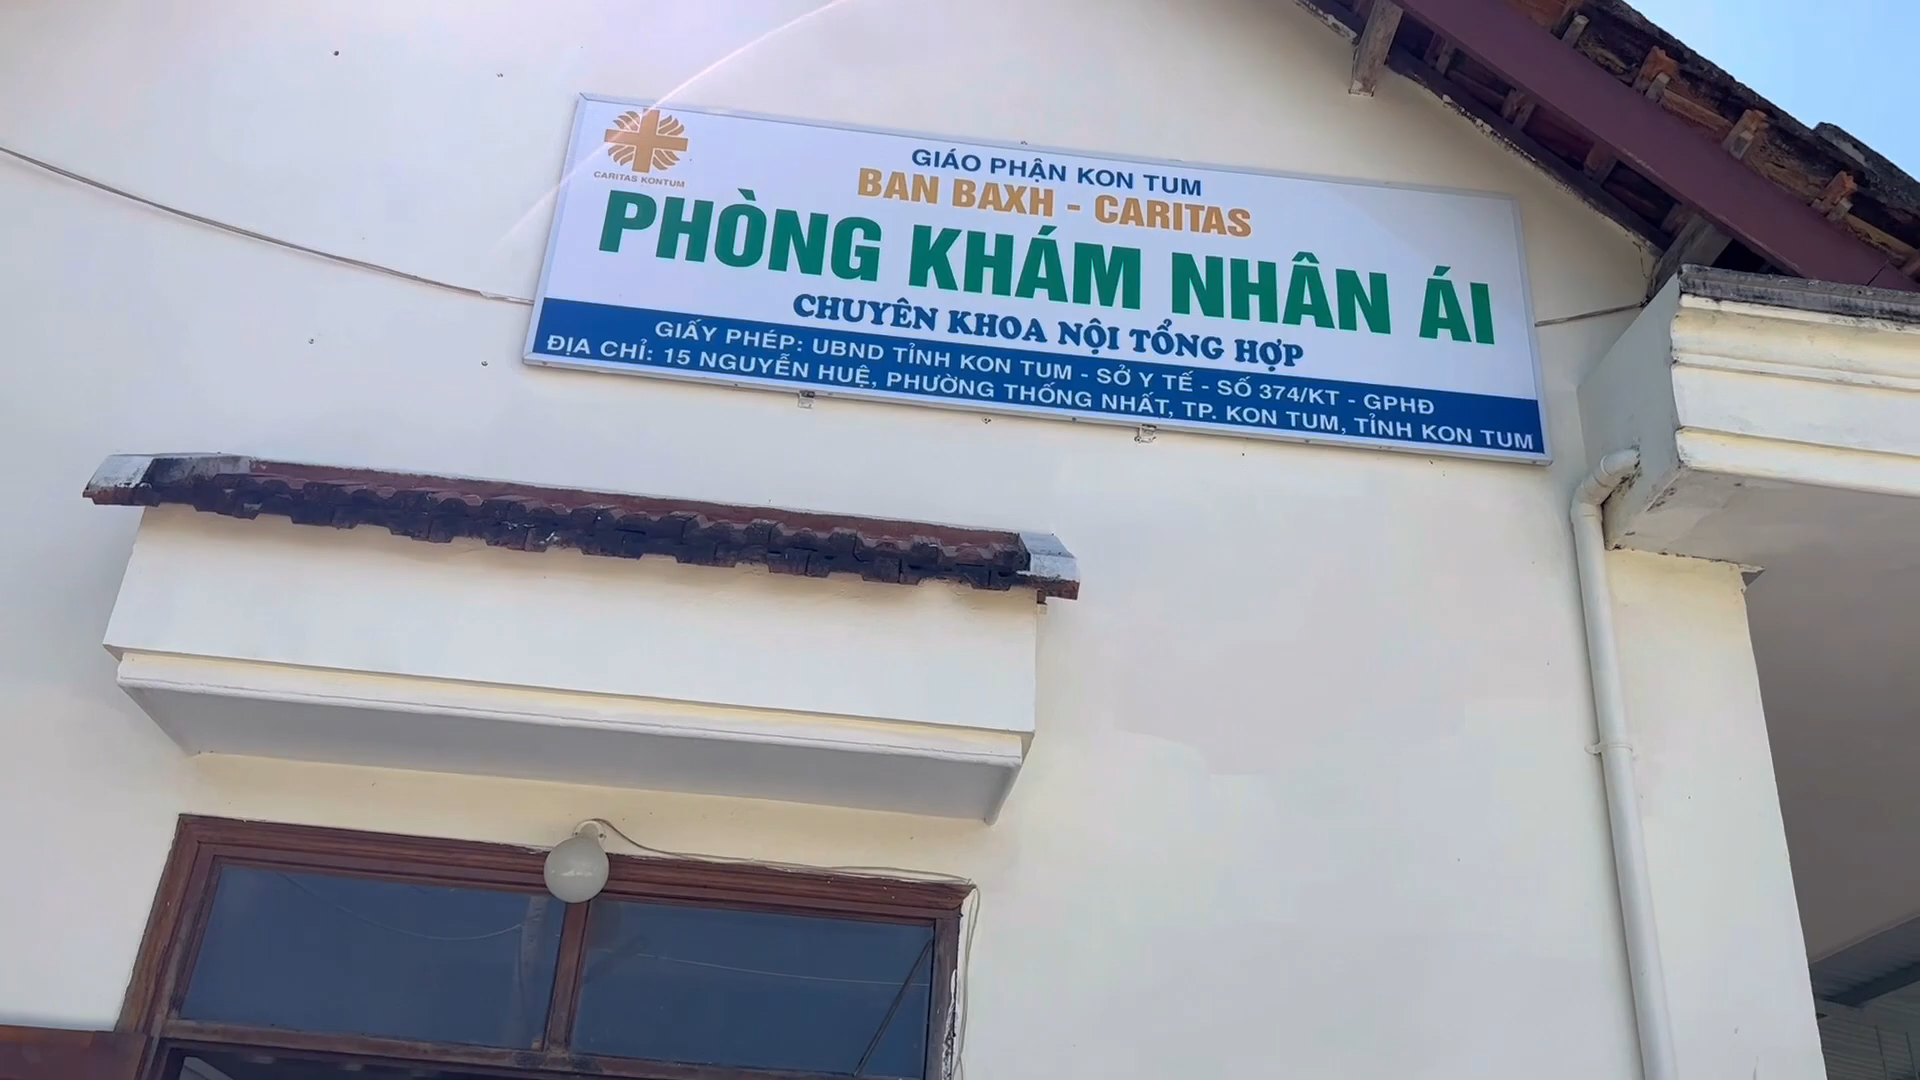 CARITAS KONTUM
GIÁO PHẬN KON TUM
BAN BAXH - CARITAS
PHÒNG KHÁM NHÂN ÁI
CHUYÊN KHOA NỘI TỔNG HỢP
GIẤY PHÉP: UBND TỈNH KON TUM - SỞ Y TẾ - SỐ 374/KT - GPHĐ
ĐỊA CHỈ: 15 NGUYỄN HUỆ, PHƯỜNG THỐNG NHẤT, TP. KON TUM, TỈNH KON TUM